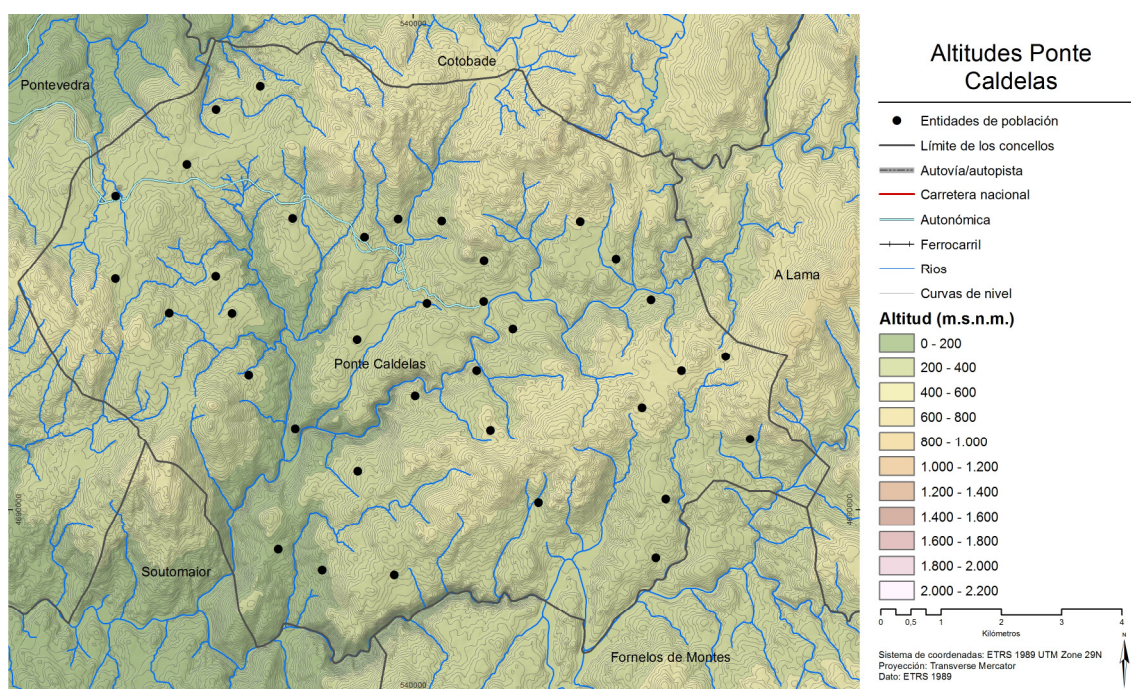 540000
Cotobade
Pontevedra
A Lama
Ponte Caldelas
4690000
4690000
Soutomaior
Fornelos de Montes
540000
Altitudes Ponte
Caldelas
Entidades de población
Límite de los concellos
Autovía/autopista
Carretera nacional
Autonómica
Ferrocarril
Rios
Curvas de nivel
Altitud (m.s.n.m.)
0 - 200
200 - 400
400 - 600
600 - 800
800 - 1.000
1.000 - 1.200
1.200 - 1.400
1.400 - 1.600
1.600 - 1.800
1.800 - 2.000
2.000 - 2.200
0 0,5 1 2 3 4
Kilómetros
N
Sistema de coordenadas: ETRS 1989 UTM Zone 29N
Proyección: Transverse Mercator
Dato: ETRS 1989